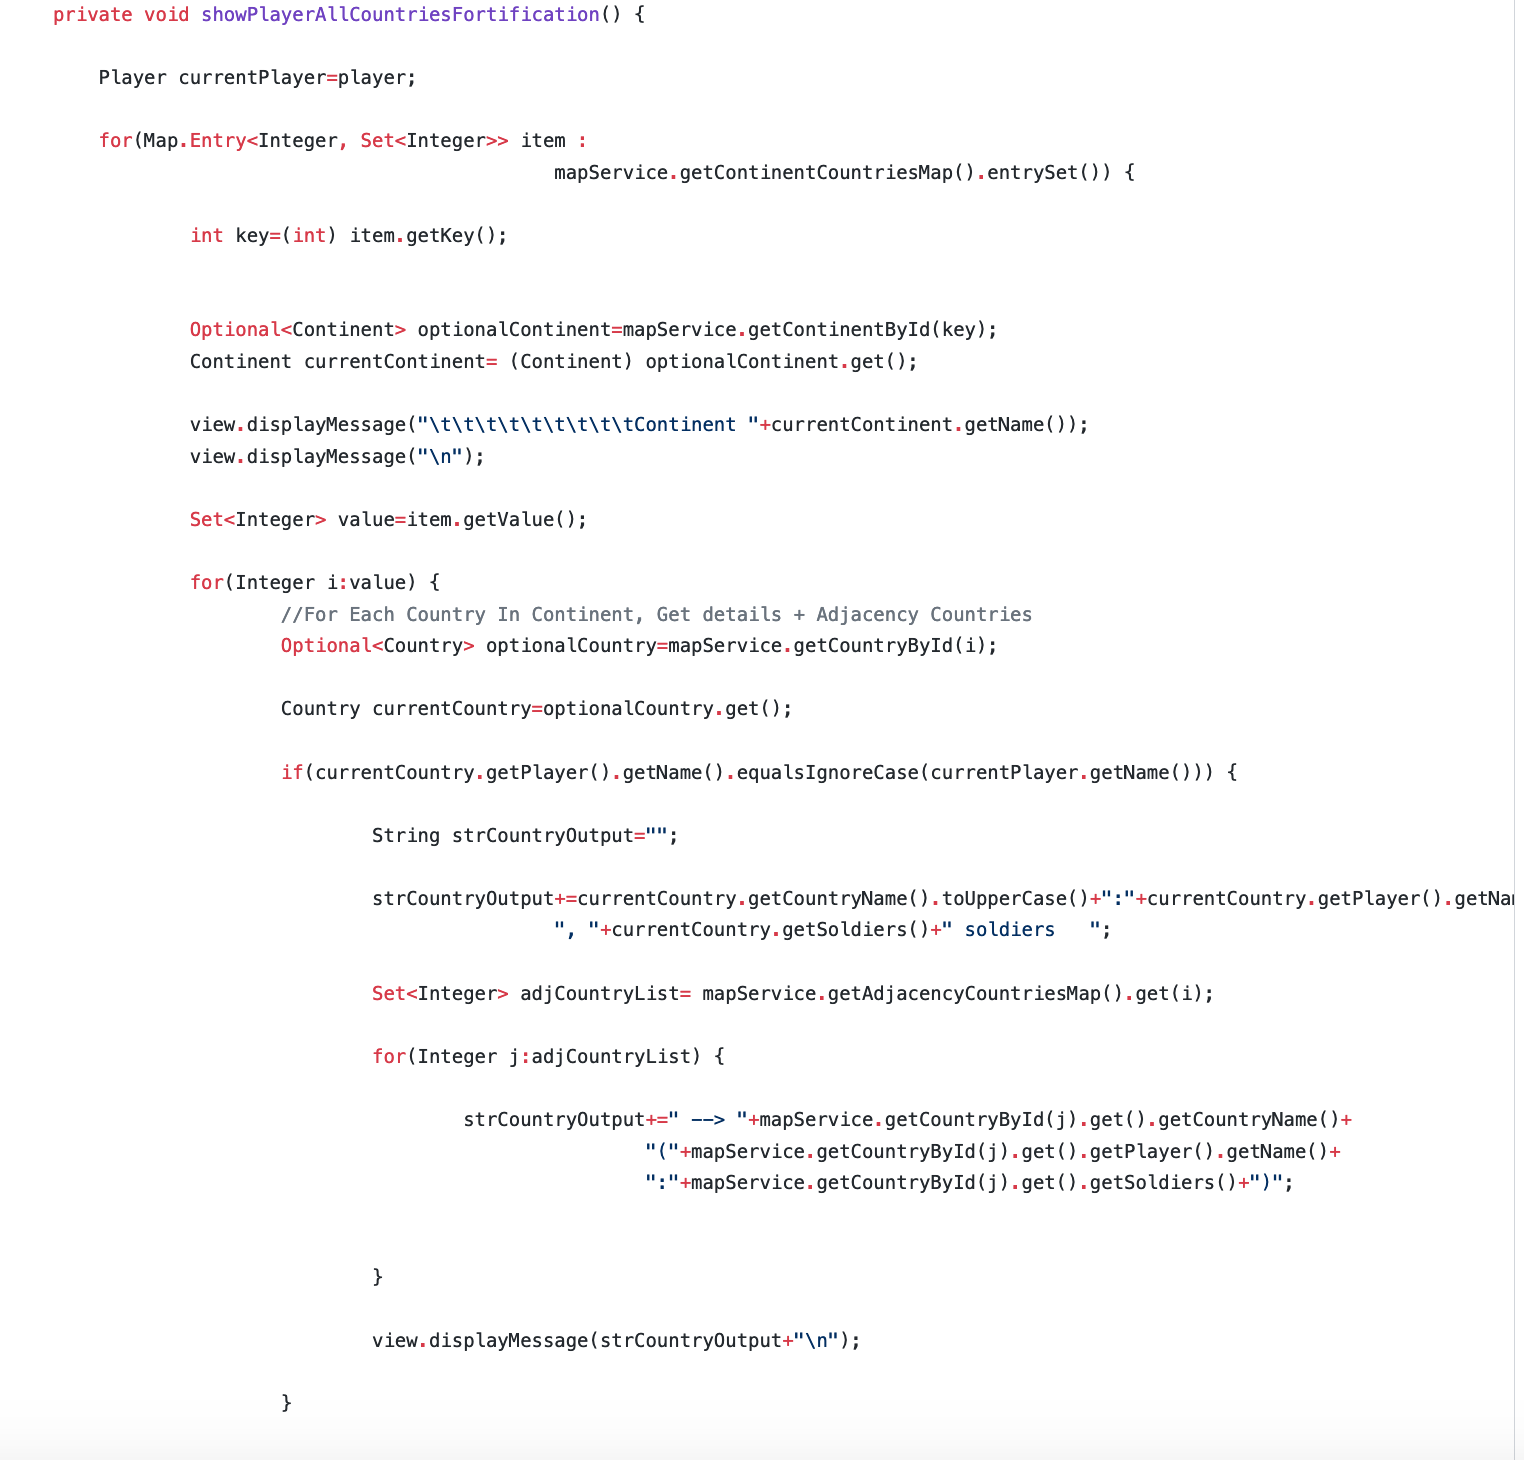 private void showPlayerAllCountriesFortification() {
Player currentPlayer=player;
for(Map.Entry<Integer, Set<Integer>> item :
mapService.getContinentCountriesMap().entrySet()) {
int key=(int) item.getKey();
Optional<Continent> optionalContinent=mapService.getContinentById(key);
Continent currentContinent= (Continent) optionalContinent.get();
view.displayMessage("\t\t\t\t\t\t\t\t\tContinent "+currentContinent.getName());
view.displayMessage("\n");
Set<Integer> value=item.getValue();
for(Integer i:value) {
//For Each Country In Continent, Get details + Adjacency Countries
Optional<Country> optionalCountry=mapService.getCountryById(i);
Country currentCountry=optionalCountry.get();
if(currentCountry.getPlayer().getName().equalsIgnoreCase(currentPlayer.getName())) {
String strCountryOutput="";
strCountryOutput+=currentCountry.getCountryName().toUpperCase()+":"+currentCountry.getPlayer().getNa
", "+currentCountry.getSoldiers()+" soldiers   ";
Set<Integer> adjCountryList= mapService.getAdjacencyCountriesMap().get(i);
for(Integer j:adjCountryList) {
strCountryOutput+=" --> "+mapService.getCountryById(j).get().getCountryName()+
"("+mapService.getCountryById(j).get().getPlayer().getName()+
":"+mapService.getCountryById(j).get().getSoldiers()+")";
}
view.displayMessage(strCountryOutput+"\n");
}